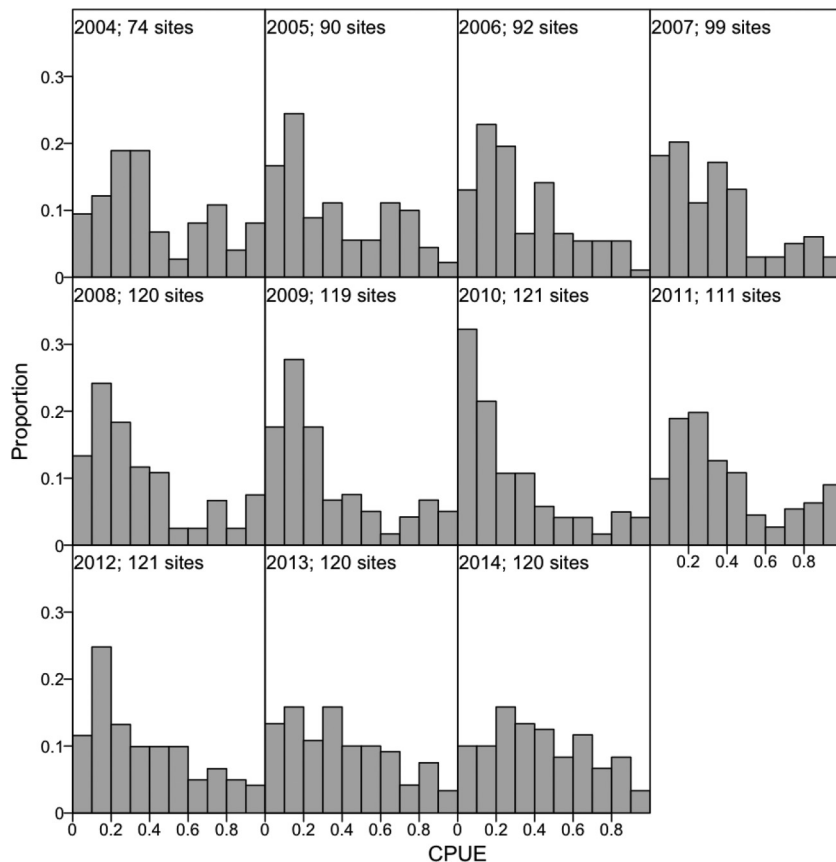 2004; 74 sites
2005; 90 sites
2006; 92 sites
2007; 99 sites
0.3
0.2
0.1
0
2008; 120 sites
2009; 119 sites
2010; 121 sites
2011; 111 sites
0.3
0.2
0.1
0
Proportion
0.2 0.4 0.6 0.8
2012; 121 sites
2013; 120 sites
2014; 120 sites
0.3
0.2
0.1
0
0 0.2 0.4 0.6 0.8
0 0.2 0.4 0.6 0.8
0 0.2 0.4 0.6 0.8
CPUE